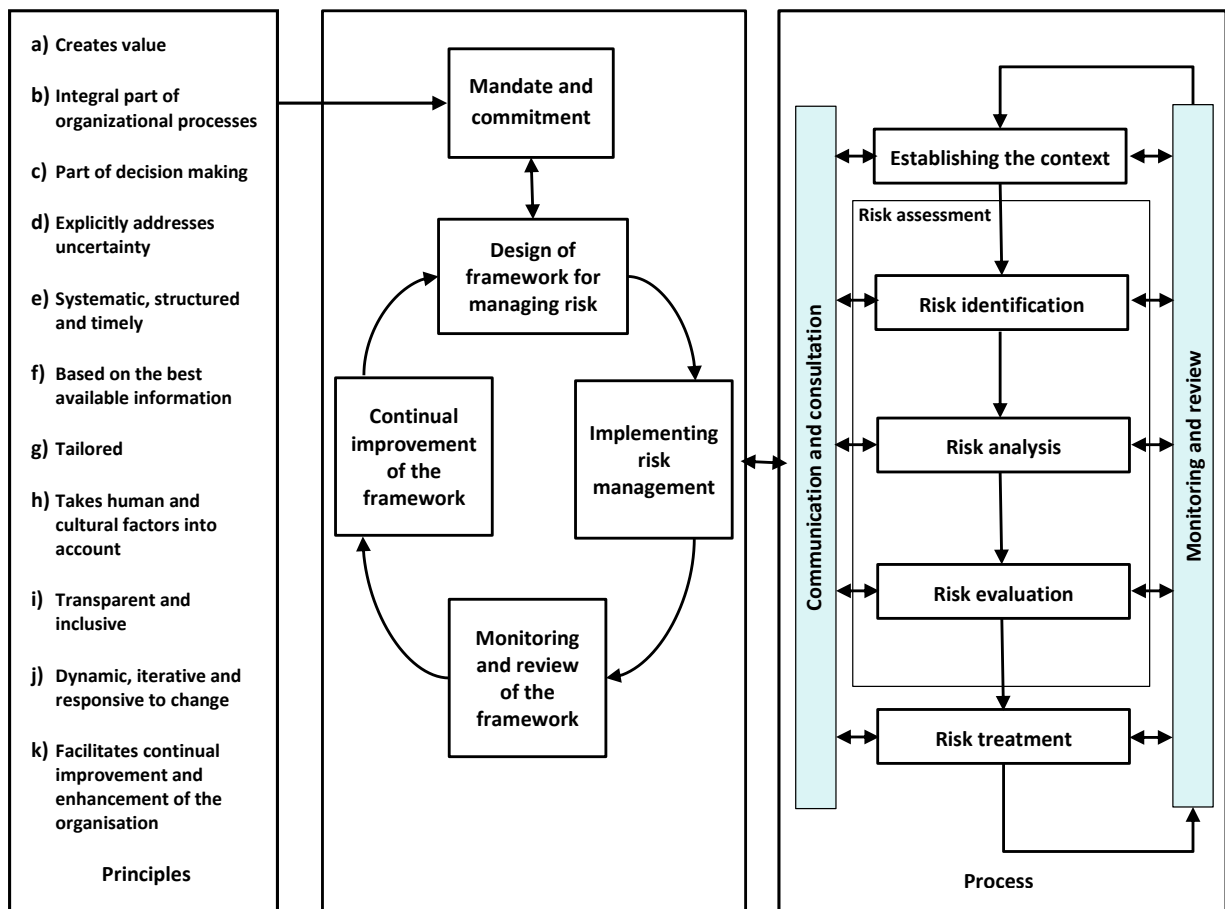 a) Creates value
b) Integral part of
organizational processes
c) Part of decision making
d) Explicitly addresses
uncertainty
e) Systematic, structured
and timely
f) Based on the best
available information
g) Tailored
h) Takes human and
cultural factors into
account
i) Transparent and
inclusive
j) Dynamic, iterative and
responsive to change
k) Facilitates continual
improvement and
enhancement of the
organisation
Principles
Mandate and
commitment
Design of
framework for
managing risk
Continual
improvement
of the
framework
Implementing
risk
management
Monitoring
and review
of the
framework
Communication and consultation
Establishing the context
Risk assessment
Risk identification
Risk analysis
Risk evaluation
Risk treatment
Monitoring and review
Process